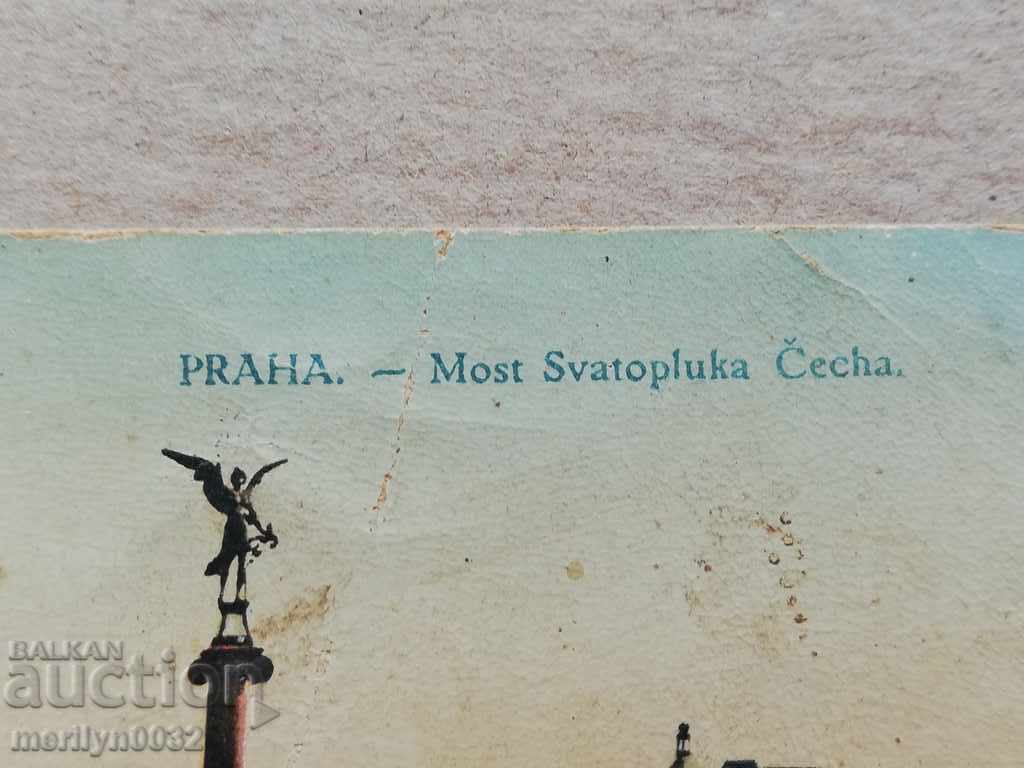 PRAHA. — Most Svatopluka Čecha.
BALKAN
auction
merilyn0032